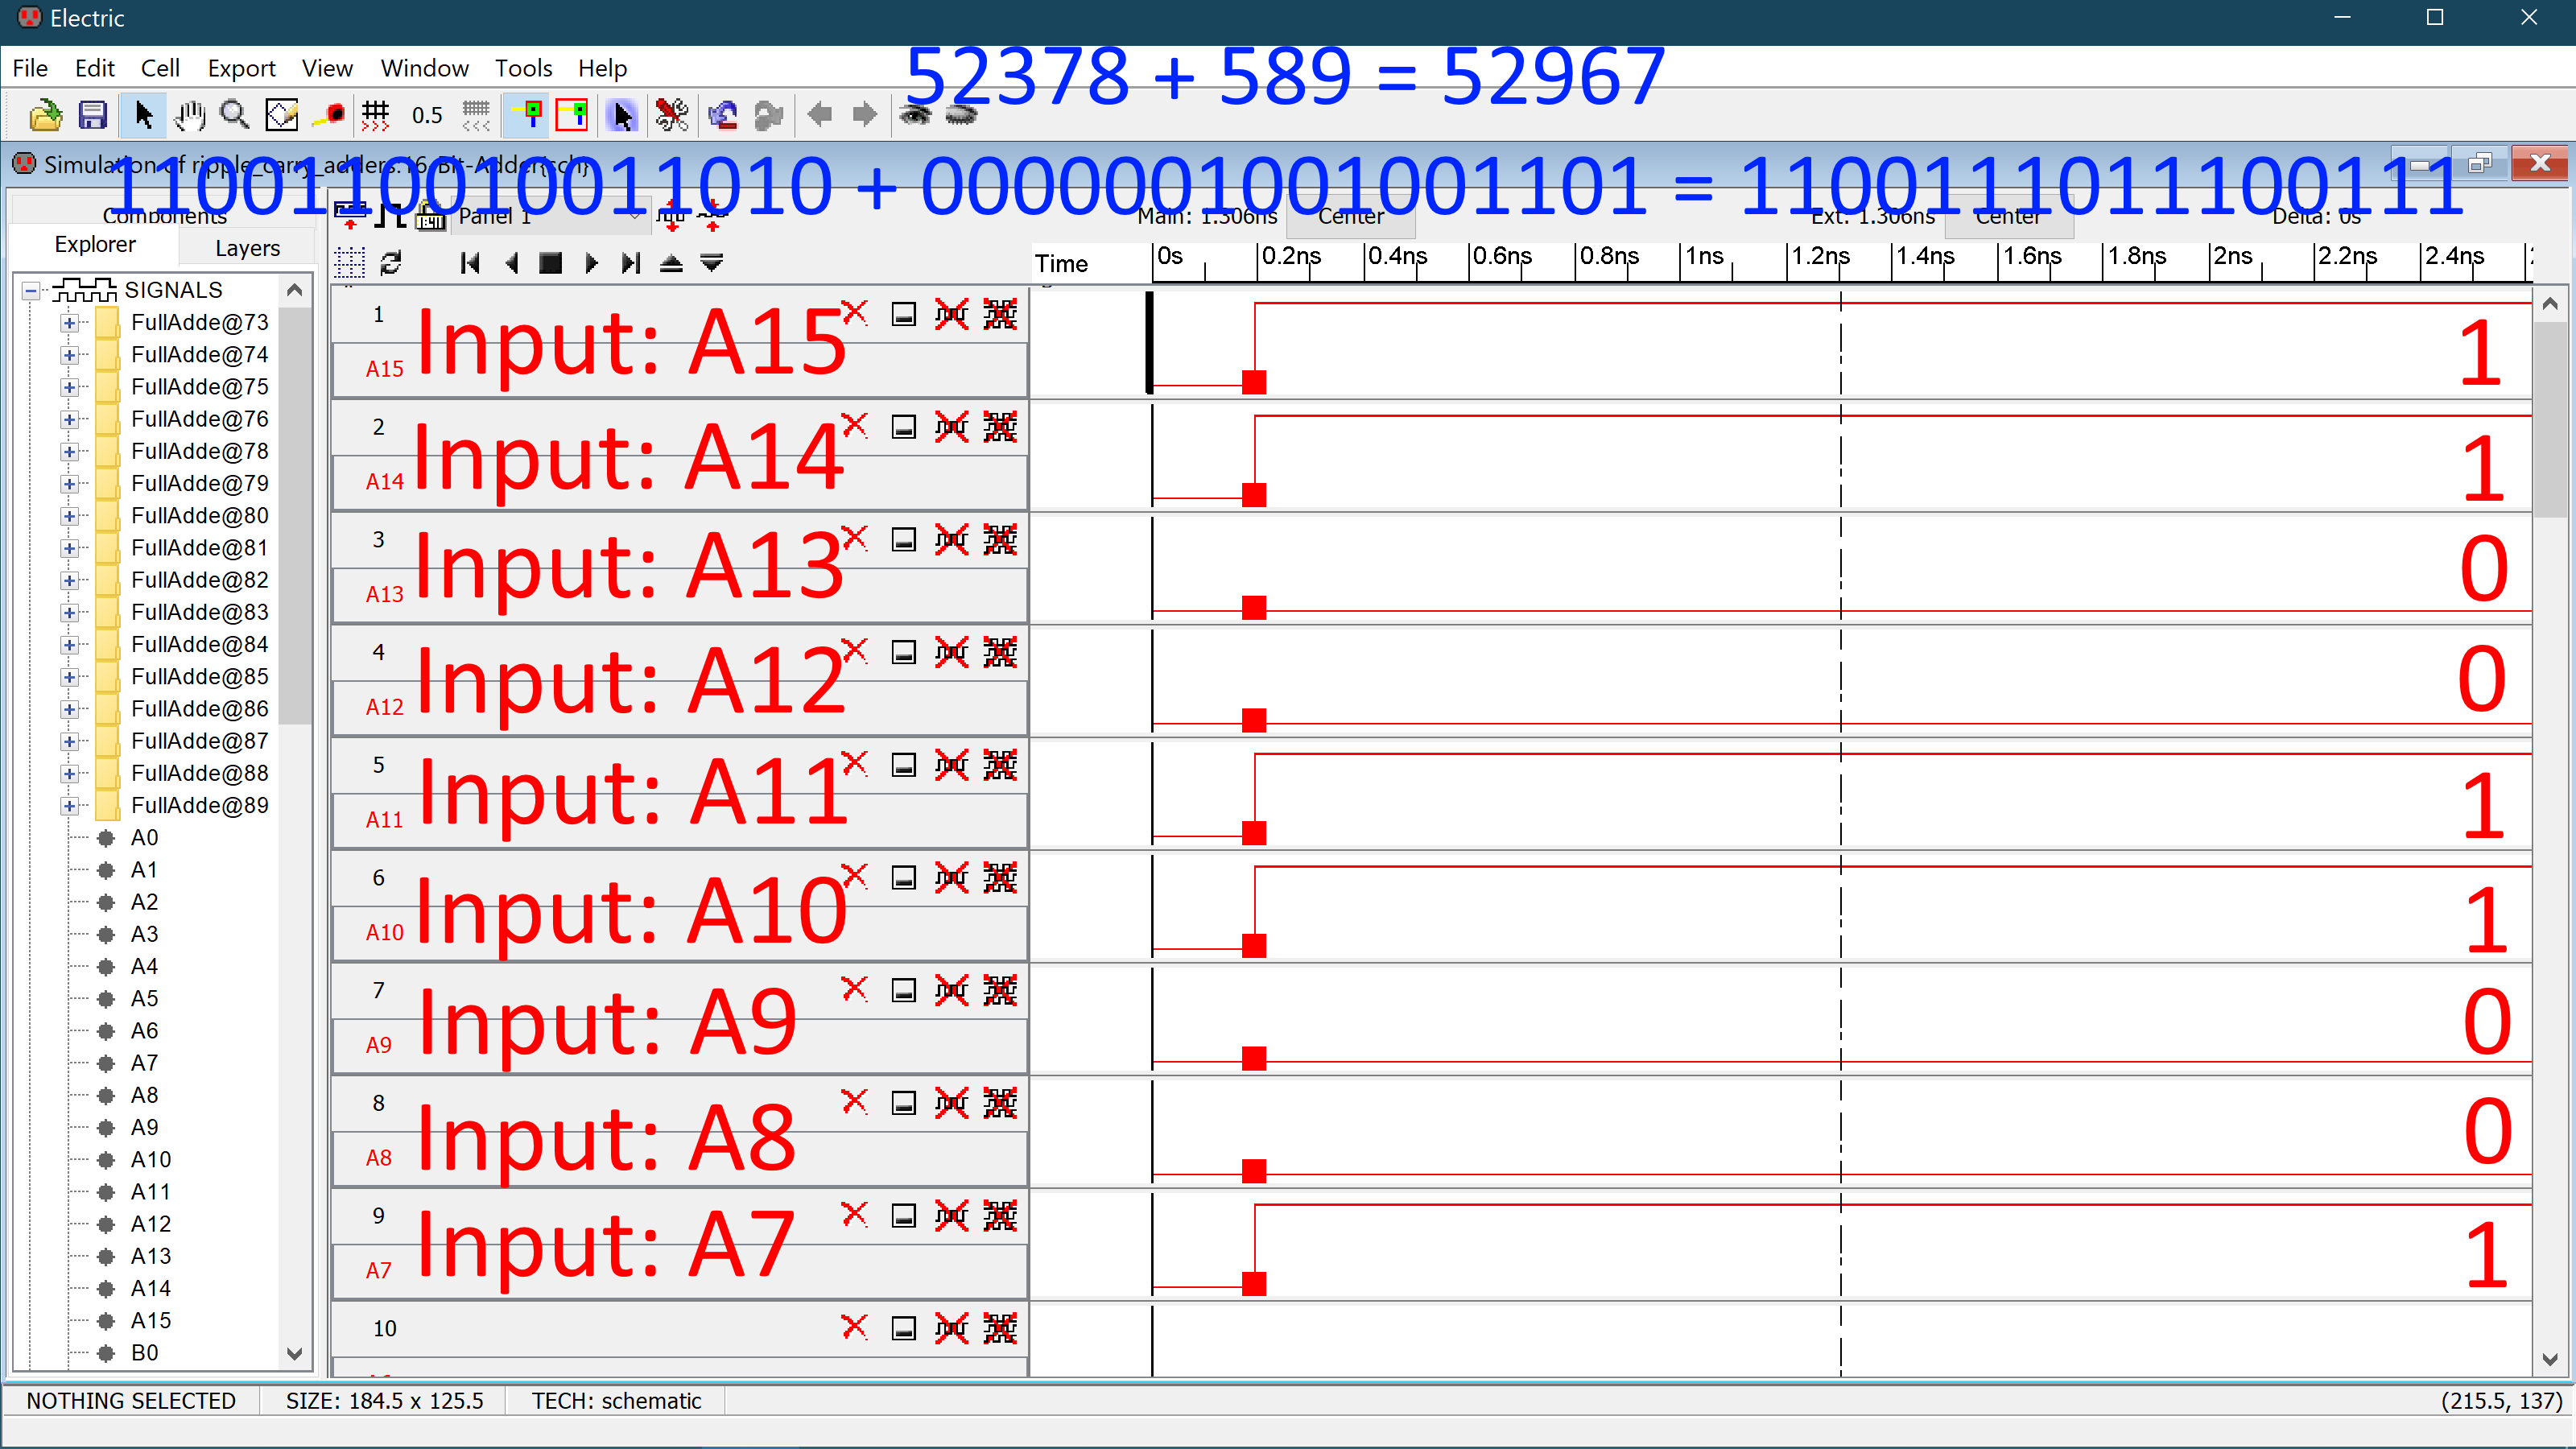 Electric
File Edit Cell Export View Window Tools Help
52378 + 589 = 52967
0.5
Simulation of ripple_carry_adders:16-Bit-Adder{sch}
1100110010011010 + 0000001001001101 = 1100111011100111
Components
Explorer
Layers
Panel 1
Main: 1.306ns Center Ext: 1.306ns Center Delta: 0s
Time 0s 0.2ns 0.4ns 0.6ns 0.8ns 1ns 1.2ns 1.4ns 1.6ns 1.8ns 2ns 2.2ns 2.4ns
SIGNALS
FullAdde@73
FullAdde@74
FullAdde@75
FullAdde@76
FullAdde@78
FullAdde@79
FullAdde@80
FullAdde@81
FullAdde@82
FullAdde@83
FullAdde@84
FullAdde@85
FullAdde@86
FullAdde@87
FullAdde@88
FullAdde@89
A0
A1
A2
A3
A4
A5
A6
A7
A8
A9
A10
A11
A12
A13
A14
A15
B0
1 Input: A15 1
A15
2 Input: A14 1
A14
3 Input: A13 0
A13
4 Input: A12 0
A12
5 Input: A11 1
A11
6 Input: A10 1
A10
7 Input: A9 0
A9
8 Input: A8 0
A8
9 Input: A7 1
A7
10
NOTHING SELECTED SIZE: 184.5 x 125.5 TECH: schematic (215.5, 137)